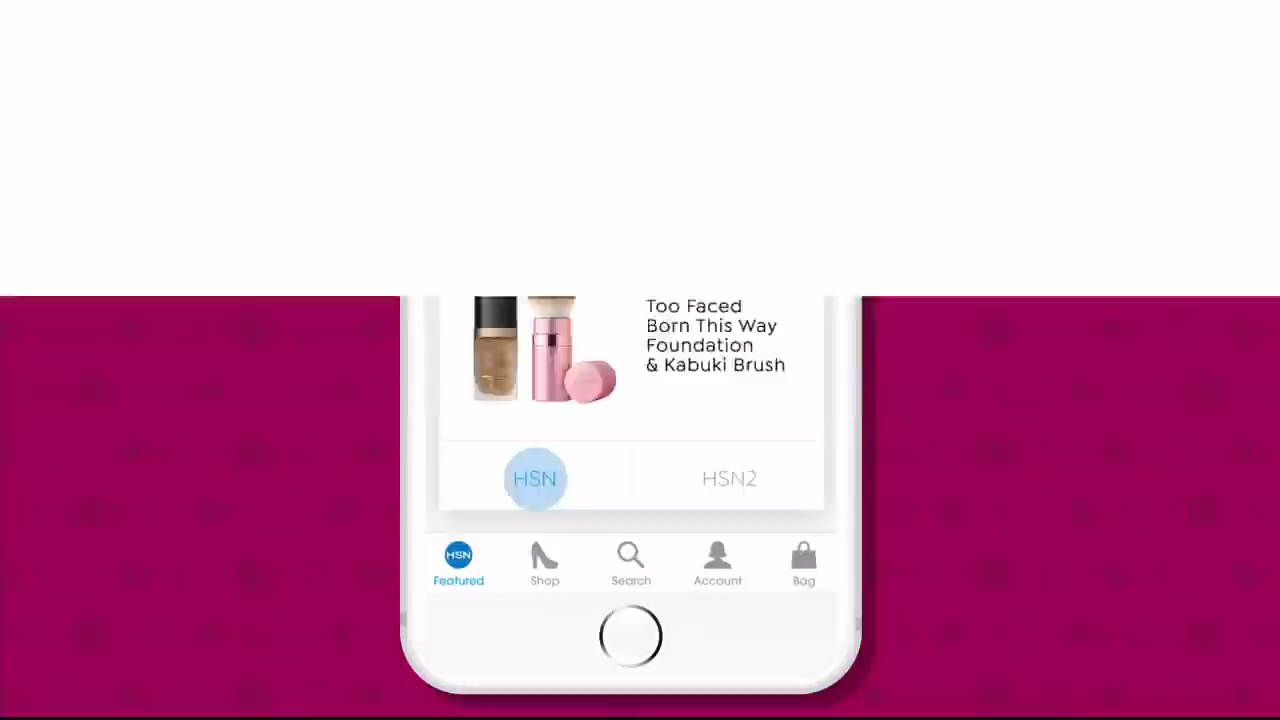 Too Faced
Born This Way
Foundation
& Kabuki Brush
HSN
HSN2
HSN
Featured
Shop
Search
Account
Bag